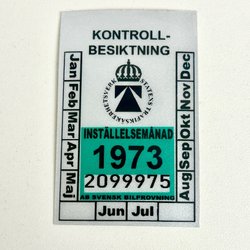 KONTROLL-
BESIKTNING
STATENS TRAFIKSÄKERHETSVERK
Jan Feb Mar Apr Maj
INSTÄLLELSEMÅNAD
1973
2099975
AB SVENSK BILPROVNING
Jun Jul
Aug Sep Okt Nov Dec